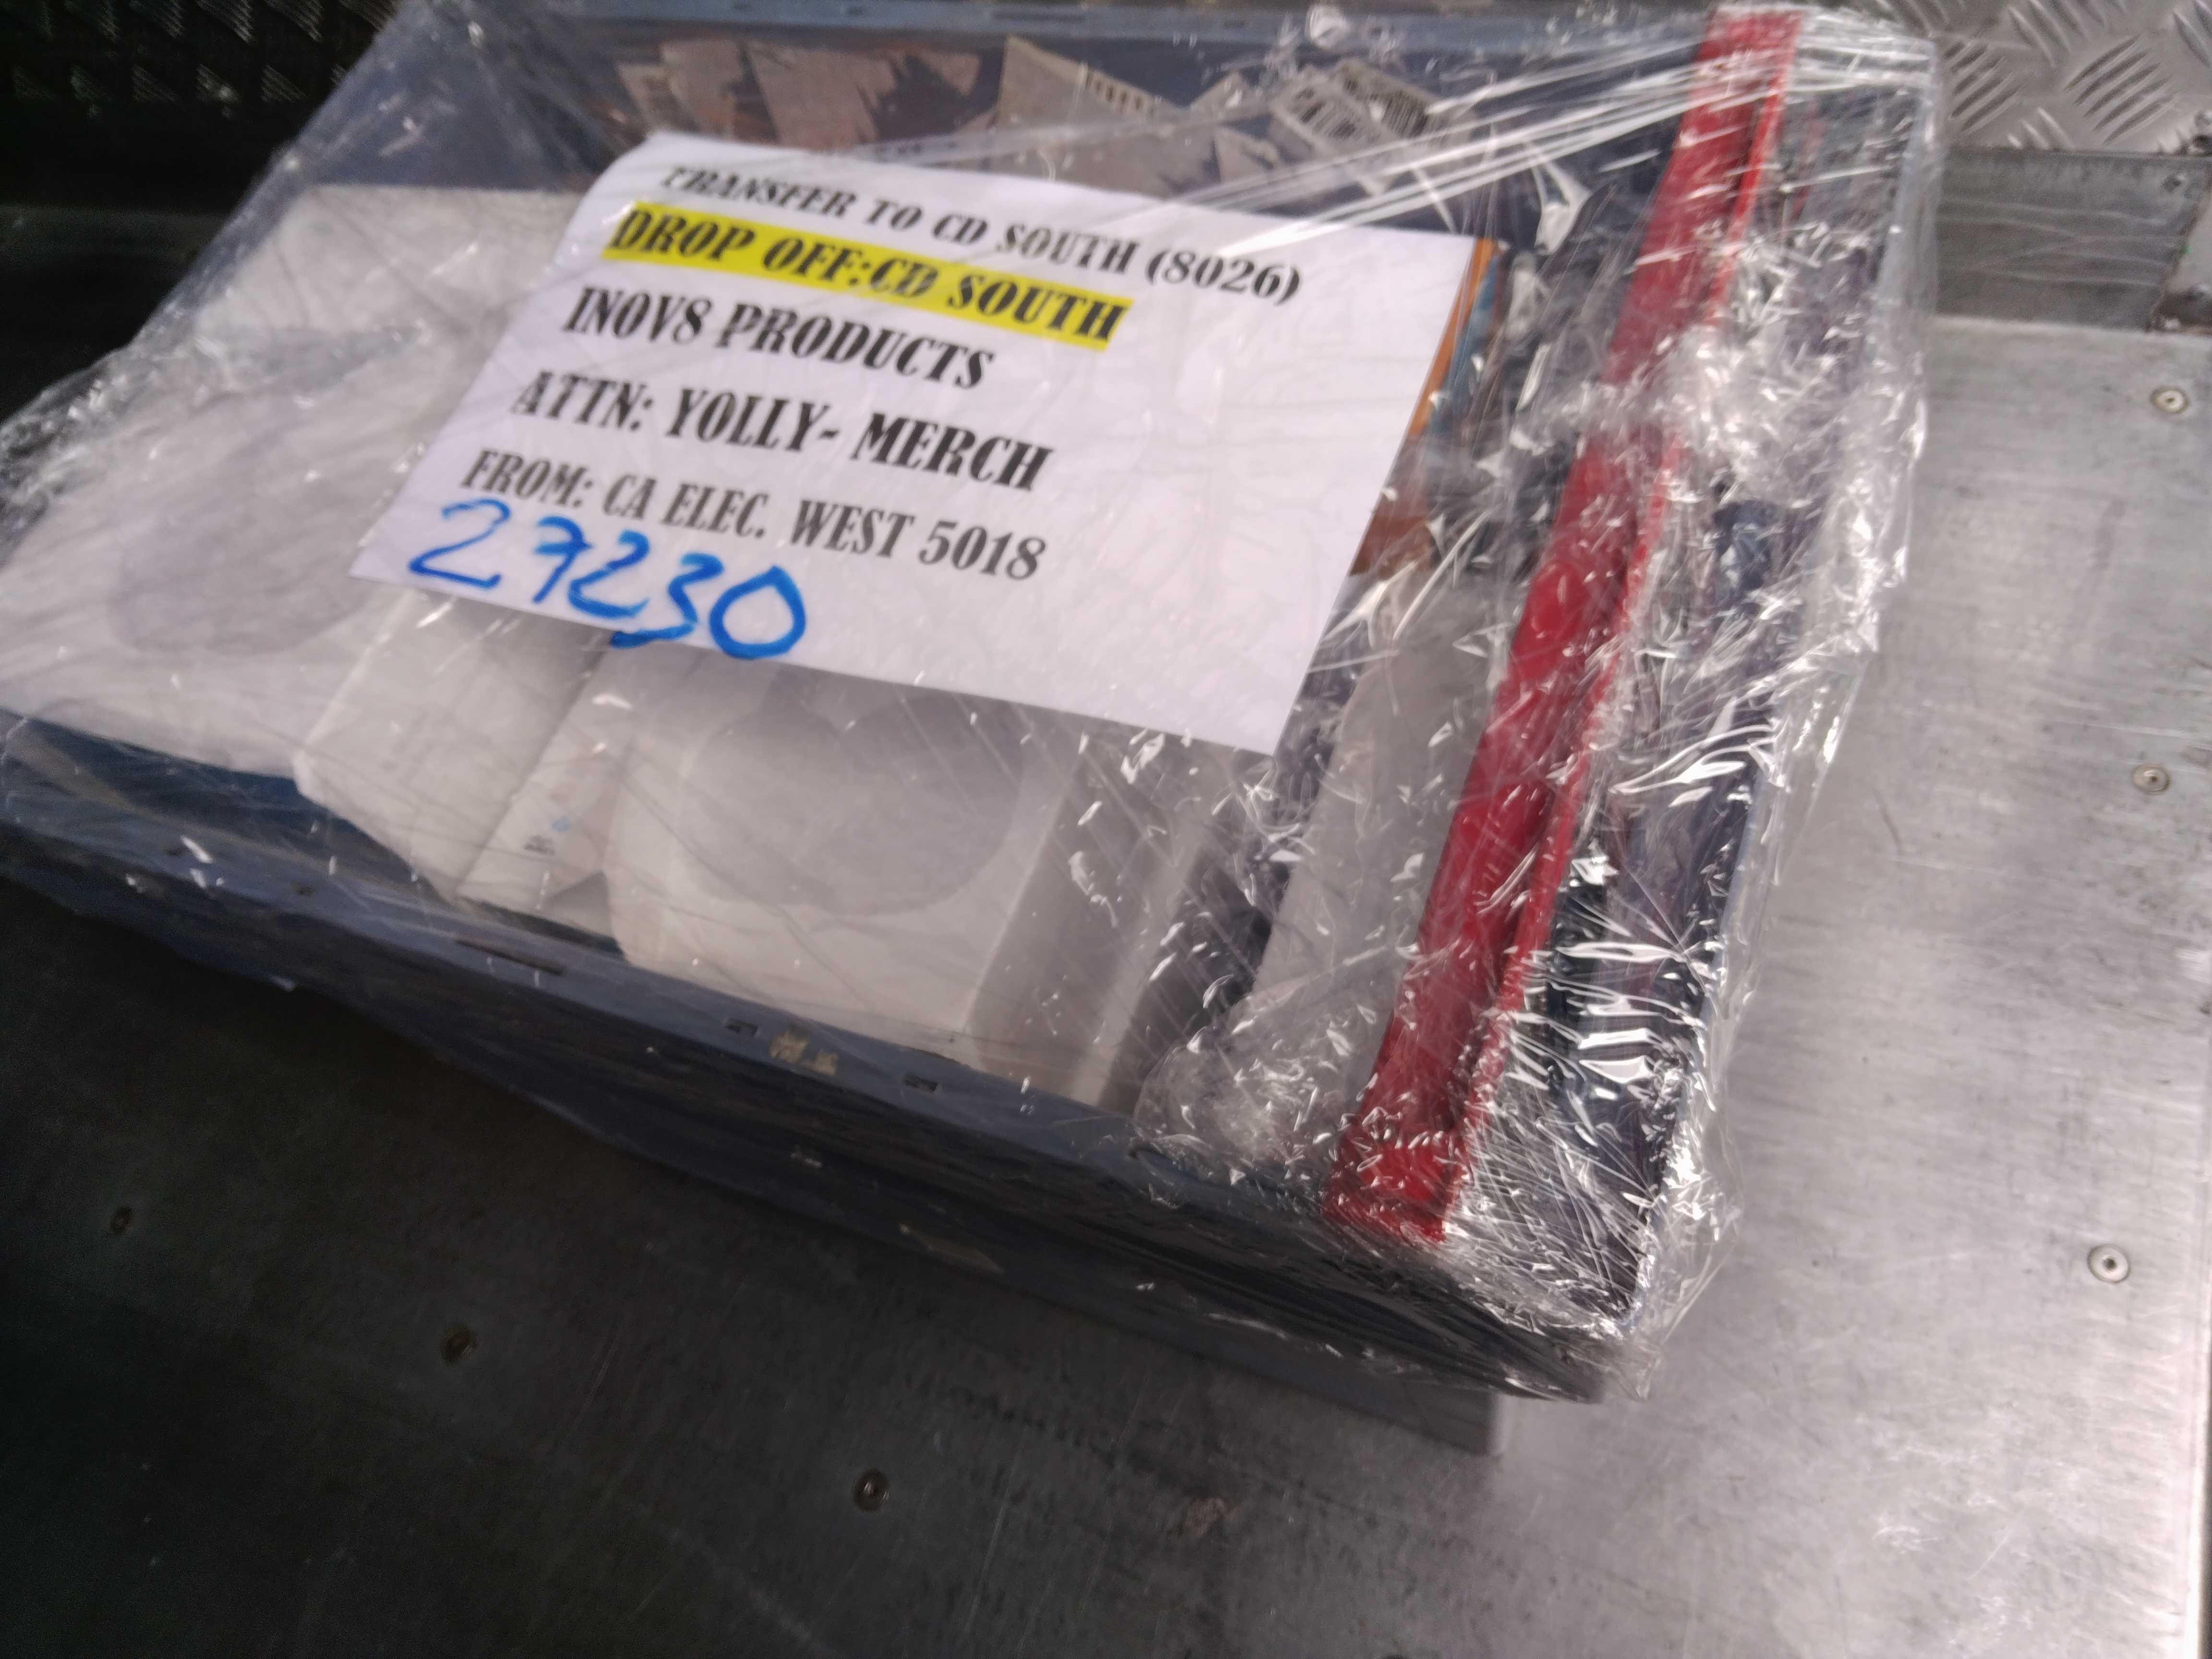 TRANSFER TO CD SOUTH (8026)
DROP OFF:CD SOUTH
INOV8 PRODUCTS
ATTN: YOLLY- MERCH
FROM: CA ELEC. WEST 5018
27230